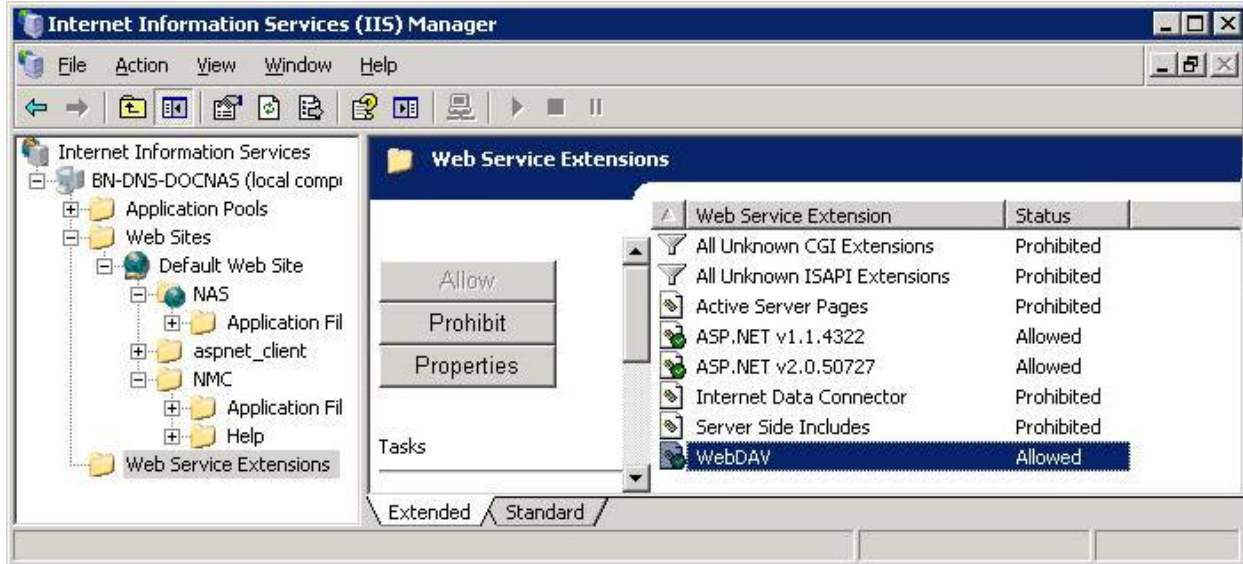 Internet Information Services (IIS) Manager
File Action View Window Help
Internet Information Services
BN-DNS-DOCNAS (local compu
Application Pools
Web Sites
Default Web Site
NAS
Application Fil
aspnet_client
NMC
Application Fil
Help
Web Service Extensions
Web Service Extensions
Allow
Prohibit
Properties
Tasks
Web Service Extension Status
All Unknown CGI Extensions Prohibited
All Unknown ISAPI Extensions Prohibited
Active Server Pages Prohibited
ASP.NET v1.1.4322 Allowed
ASP.NET v2.0.50727 Allowed
Internet Data Connector Prohibited
Server Side Includes Prohibited
WebDAV Allowed
Extended Standard